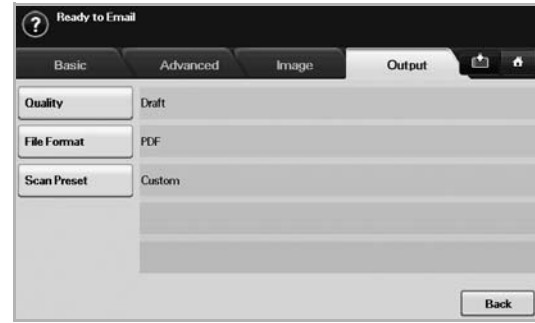 Ready to Email
Basic Advanced Image Output
Quality Draft
File Format PDF
Scan Preset Custom
Back